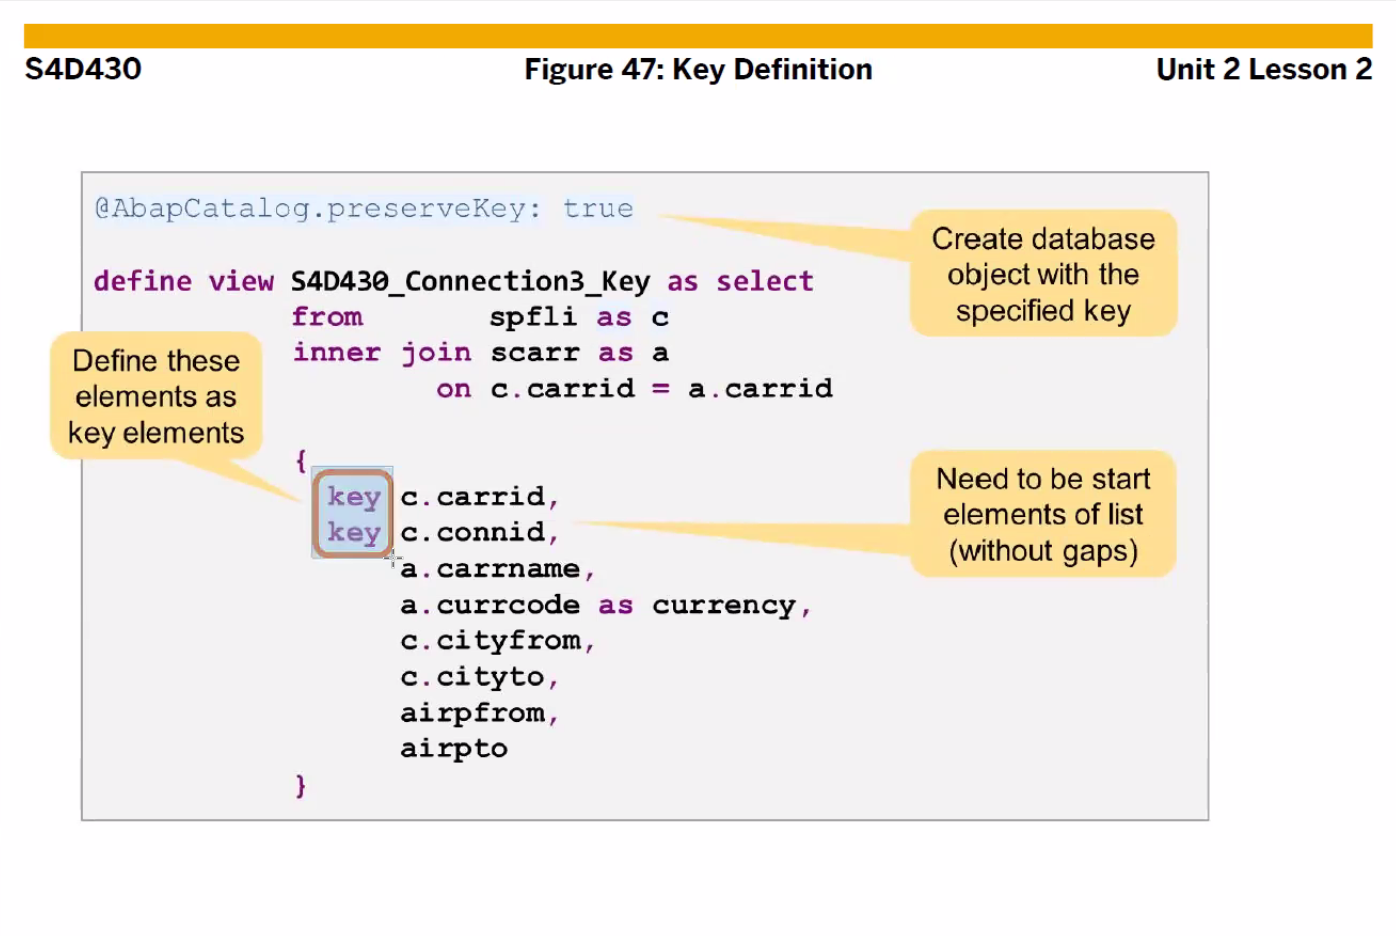 S4D430
Figure 47: Key Definition
Unit 2 Lesson 2
@AbapCatalog.preserveKey: true
Create database
object with the
specified key
define view S4D430_Connection3_Key as select
from spfli as c
inner join scarr as a
on c.carrid = a.carrid
Define these
elements as
key elements
{
key c.carrid,
key c.connid,
Need to be start
elements of list
(without gaps)
a.carrname,
a.currcode as currency,
c.cityfrom,
c.cityto,
airpfrom,
airpto
}